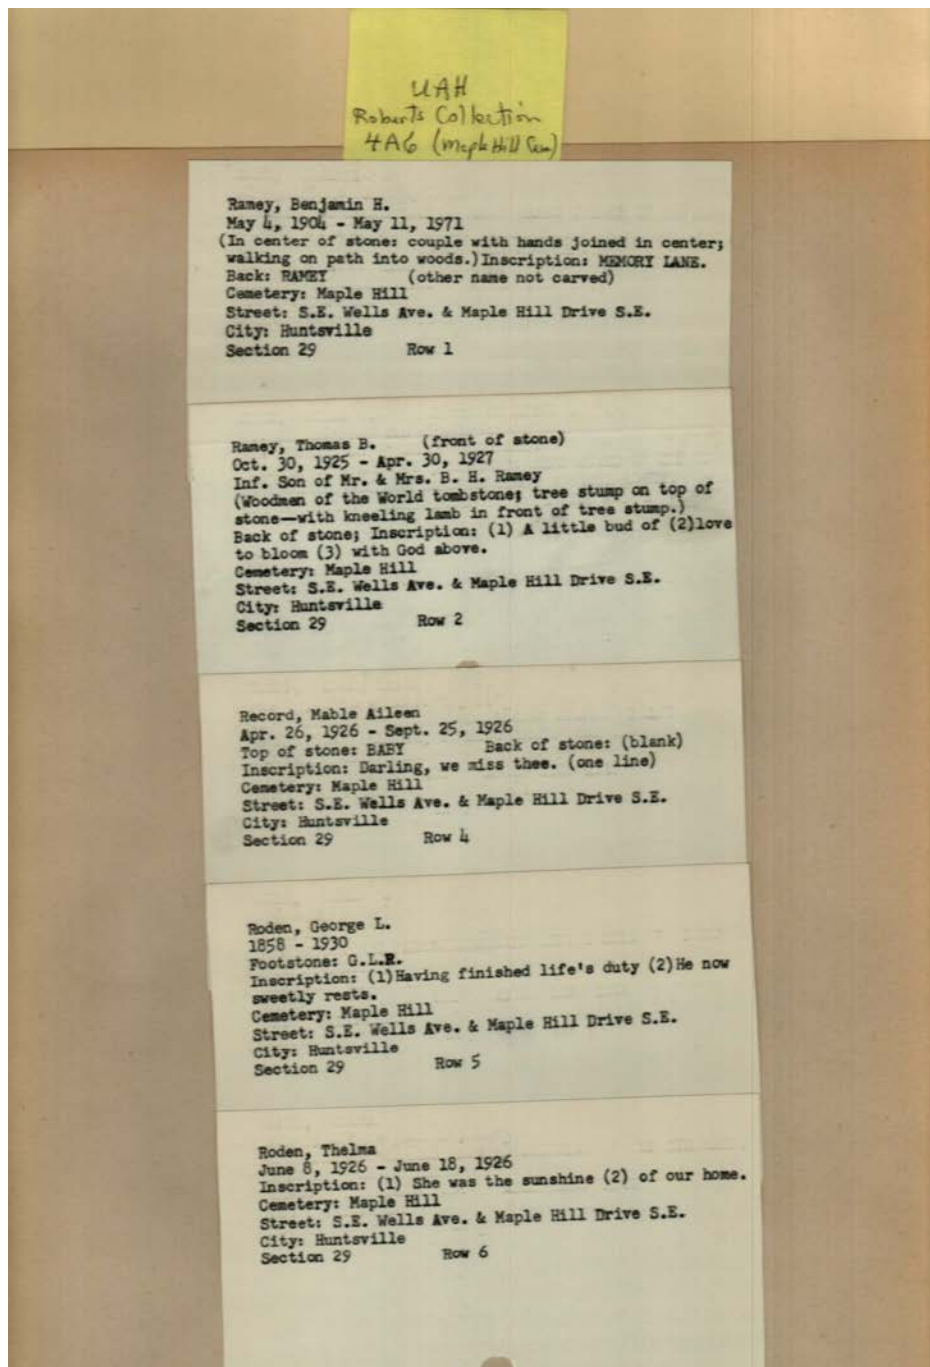 UAH
Roberts Collection
4A6 (Maple Hill Cem)
Ramey, Benjamin H.
May 4, 1904 - May 11, 1971
(In center of stone: couple with hands joined in center;
walking on path into woods.)Inscription: MEMORY LANE.
Back: RAMEY (other name not carved)
Cemetery: Maple Hill
Street: S.E. Wells Ave. & Maple Hill Drive S.E.
City: Huntsville
Section 29 Row 1
Ramey, Thomas B. (front of stone)
Oct. 30, 1925 - Apr. 30, 1927
Inf. Son of Mr. & Mrs. B. H. Ramey
(Woodmen of the World tombstone; tree stump on top of
stone—with kneeling lamb in front of tree stump.)
Back of stone; Inscription: (1) A little bud of (2)love
to bloom (3) with God above.
Cemetery: Maple Hill
Street: S.E. Wells Ave. & Maple Hill Drive S.E.
City: Huntsville
Section 29 Row 2
Record, Mable Aileen
Apr. 26, 1926 - Sept. 25, 1926
Top of stone: BABY Back of stone: (blank)
Inscription: Darling, we miss thee. (one line)
Cemetery: Maple Hill
Street: S.E. Wells Ave. & Maple Hill Drive S.E.
City: Huntsville
Section 29 Row 4
Roden, George L.
1858 - 1930
Footstone: G.L.R.
Inscription: (1)Having finished life's duty (2)He now
sweetly rests.
Cemetery: Maple Hill
Street: S.E. Wells Ave. & Maple Hill Drive S.E.
City: Huntsville
Section 29 Row 5
Roden, Thelma
June 8, 1926 - June 18, 1926
Inscription: (1) She was the sunshine (2) of our home.
Cemetery: Maple Hill
Street: S.E. Wells Ave. & Maple Hill Drive S.E.
City: Huntsville
Section 29 Row 6